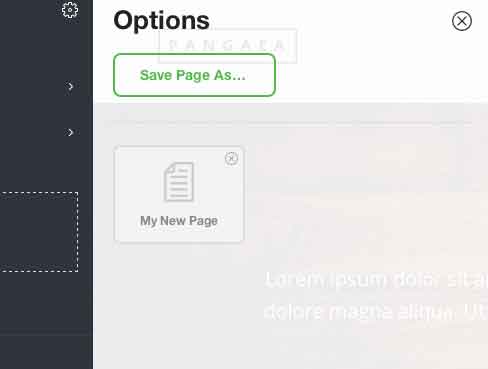 Options
PANGAEA
Save Page As...
My New Page
Lorem ipsum dolor sit a
dolore magna aliqua. Ut